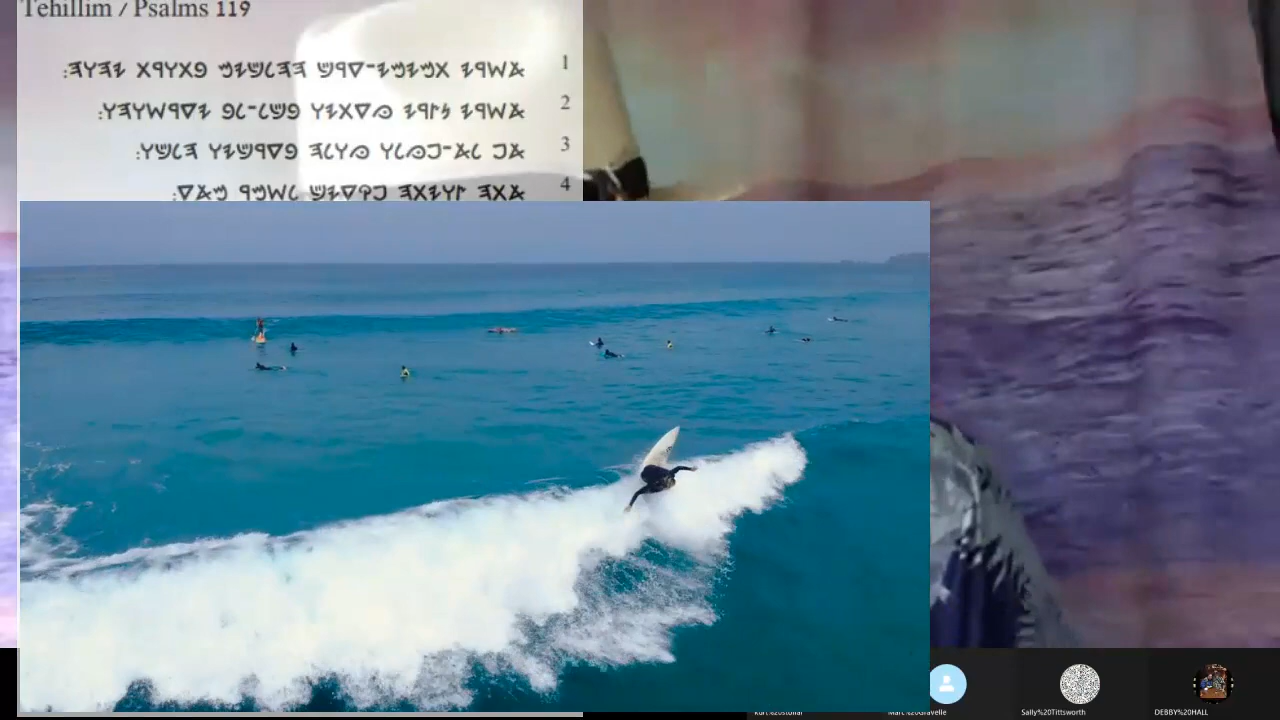 Tehillim / Psalms 119
1 𐤀𐤔𐤓𐤉 𐤕𐤌𐤉𐤌𐤉-𐤃𐤓𐤊 𐤄𐤄𐤋𐤊𐤉𐤌 𐤁𐤕𐤅𐤓𐤕 𐤉𐤄𐤅𐤄:
2 𐤀𐤔𐤓𐤉 𐤍𐤑𐤓𐤉 𐤏𐤃𐤕𐤉𐤅 𐤁𐤊𐤋-𐤋𐤁 𐤉𐤃𐤓𐤔𐤅𐤄𐤅:
3 𐤀𐤐 𐤋𐤀-𐤐𐤏𐤋𐤅 𐤏𐤅𐤋𐤄 𐤁𐤃𐤓𐤊𐤉𐤅 𐤄𐤋𐤊𐤅:
4 𐤀𐤕𐤄 𐤑𐤅𐤉𐤕𐤄 𐤐𐤒𐤃𐤉𐤊 𐤋𐤔𐤌𐤓 𐤌𐤀𐤃:
Sally%20Tittsworth
DEBBY%20HALL